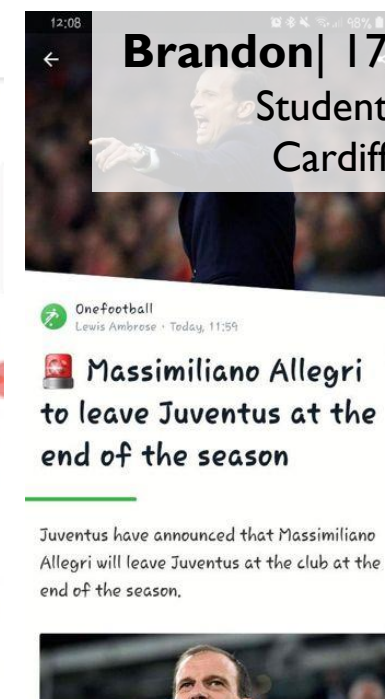 12:08
98%
Brandon| 17
Student
Cardiff
Onefootball
Lewis Ambrose · Today, 11:59
Massimiliano Allegri
to leave Juventus at the
end of the season
Juventus have announced that Massimiliano
Allegri will leave Juventus at the club at the
end of the season.